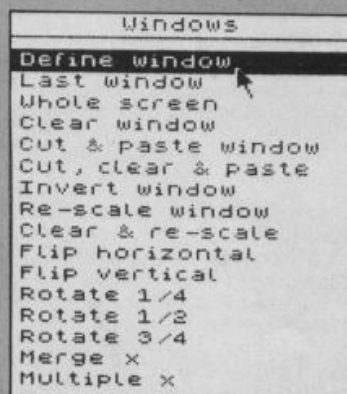 Windows
Define window
Last window
Whole screen
Clear window
Cut & paste window
Cut, clear & paste
Invert window
Re-scale window
Clear & re-scale
Flip horizontal
Flip vertical
Rotate 1/4
Rotate 1/2
Rotate 3/4
Merge x
Multiple x